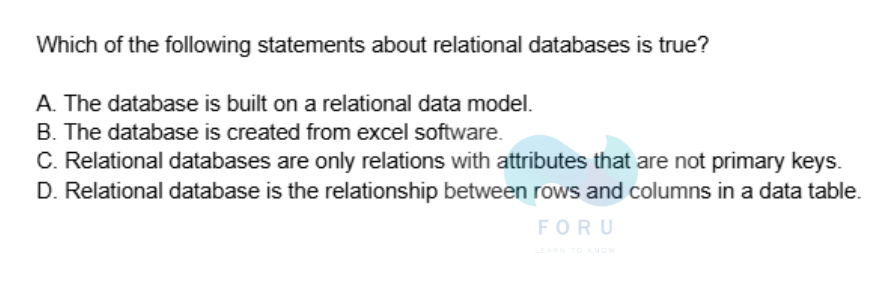 Which of the following statements about relational databases is true?
A. The database is built on a relational data model.
B. The database is created from excel software.
C. Relational databases are only relations with attributes that are not primary keys.
D. Relational database is the relationship between rows and columns in a data table.
FORU
LEARN TO KNOW